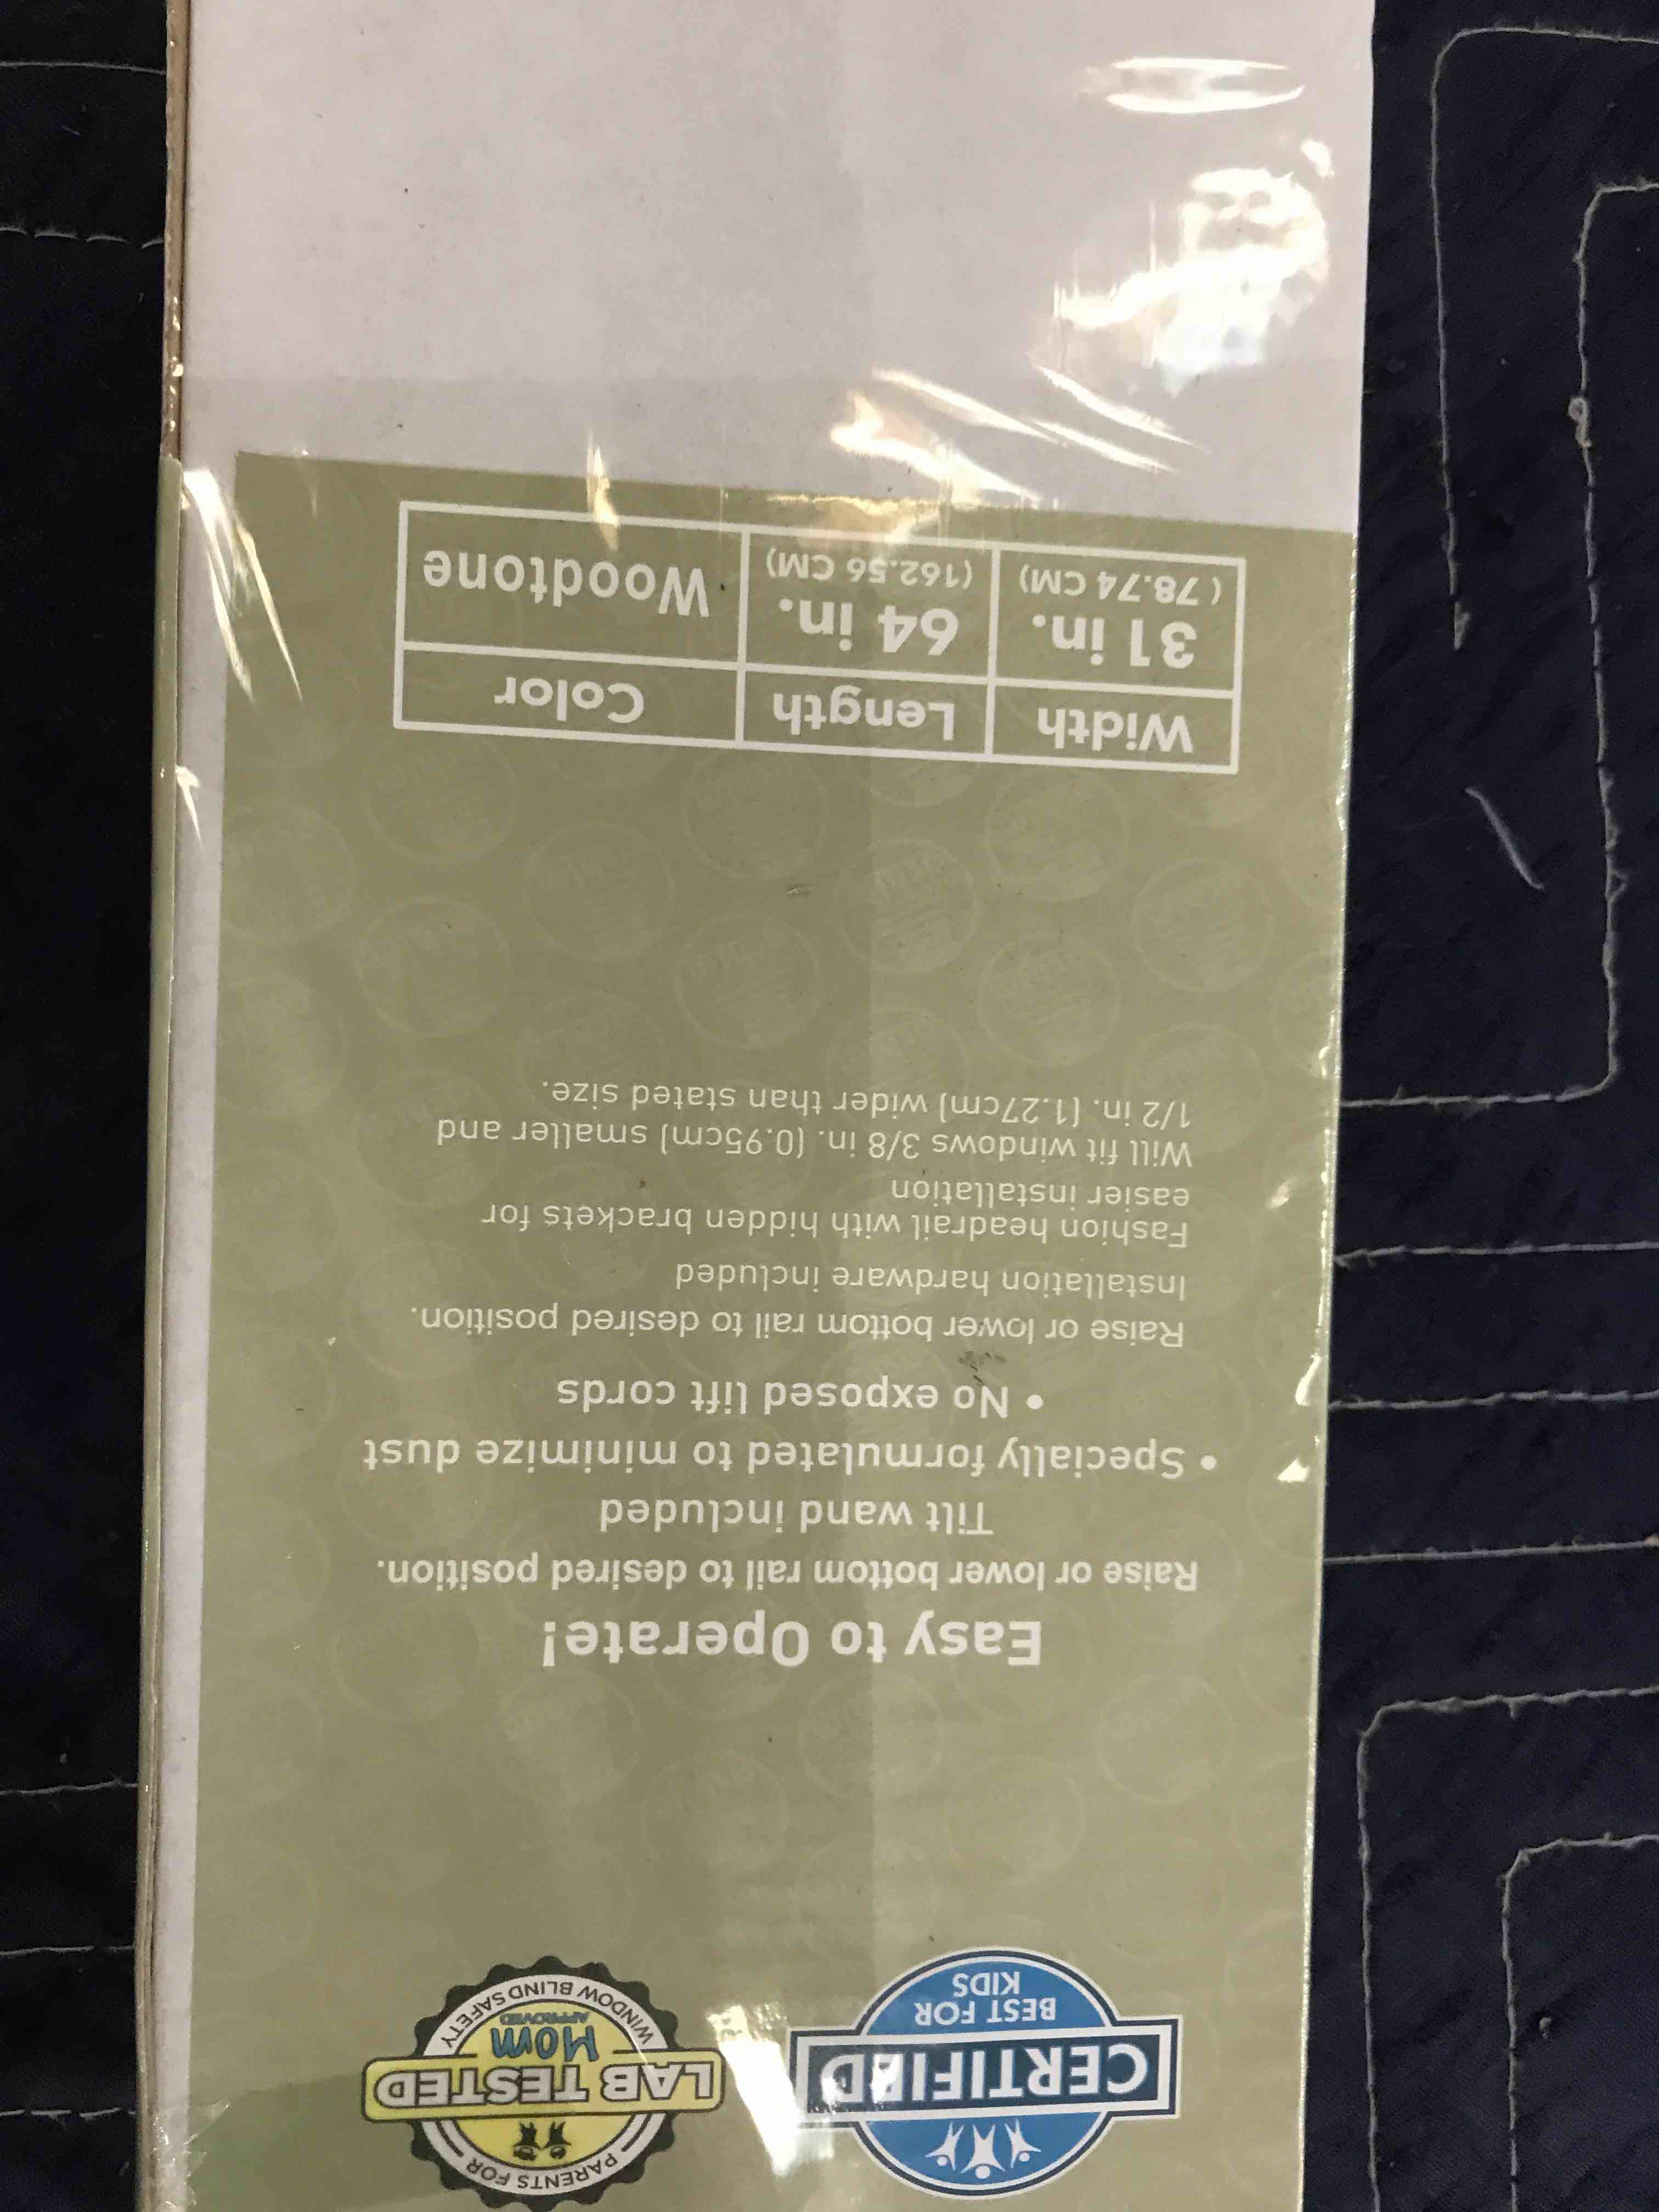 PARENTS FOR
LAB TESTED
MOM
APPROVED
WINDOW BLIND SAFETY
CERTIFIED
BEST FOR
KIDS
Easy to Operate!
Raise or lower bottom rail to desired position.
Tilt wand included
• Specially formulated to minimize dust
• No exposed lift cords
Raise or lower bottom rail to desired position.
Installation hardware included
Fashion headrail with hidden brackets for
easier installation
Will fit windows 3/8 in. (0.95cm) smaller and
1/2 in. (1.27cm) wider than stated size.
Width Length Color
31 in. 64 in. Woodtone
( 78.74 CM) (162.56 CM)